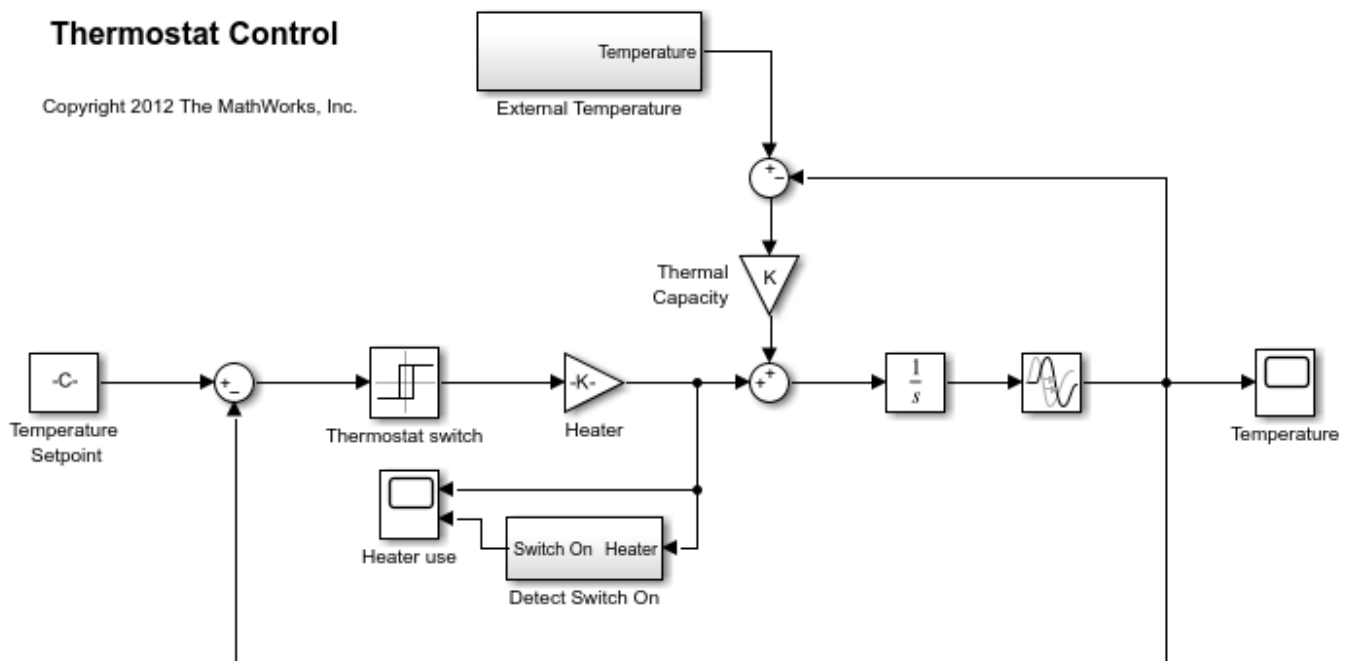 Thermostat Control
Copyright 2012 The MathWorks, Inc.
Temperature
External Temperature
+
−
Thermal
Capacity
K
-C-
Temperature
Setpoint
+
−
Thermostat switch
-K-
Heater
+
+
1
s
Temperature
Heater use
Switch On Heater
Detect Switch On